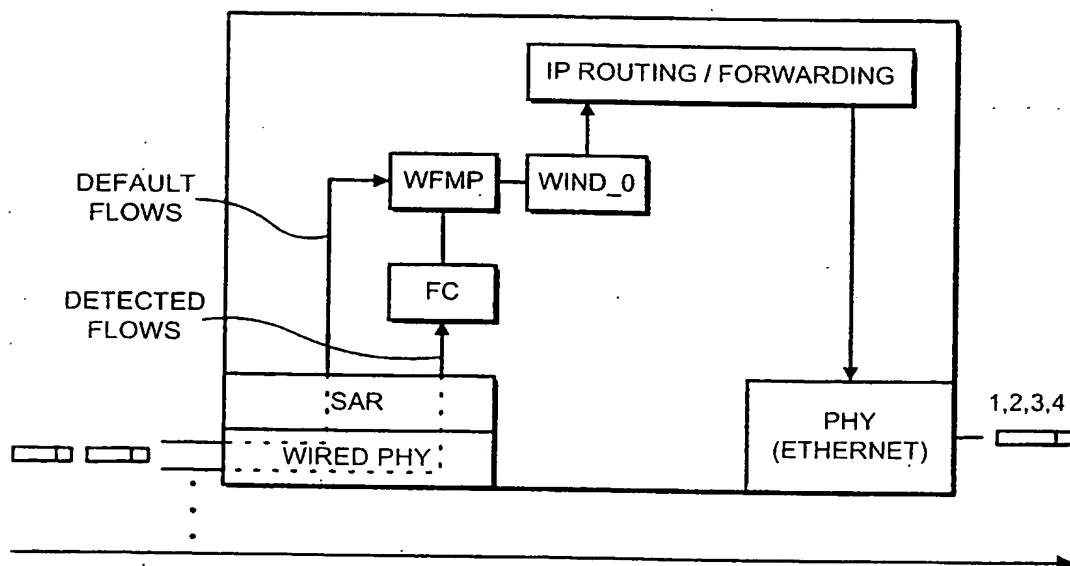 IP ROUTING / FORWARDING
WFMP
WIND_0
DEFAULT
FLOWS
FC
DETECTED
FLOWS
SAR
WIRED PHY
PHY
(ETHERNET)
1,2,3,4